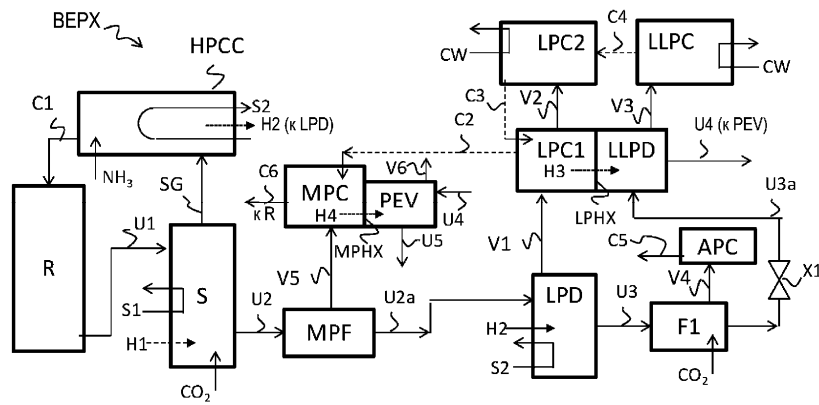 BEPX
HPCC
C1
S2
H2 (к LPD)
NH₃
SG
R
U1
S
S1
H1
CO₂
U2
MPF
V5
C6
к R
MPC
H4
PEV
V6
U4
U5
MPHX
U2a
C2
CW
LPC2
C4
LLPC
CW
C3
V2
V3
LPC1
H3
LLPD
U4 (к PEV)
LPHX
U3a
V1
C5
APC
V4
X1
LPD
H2
S2
U3
F1
CO₂